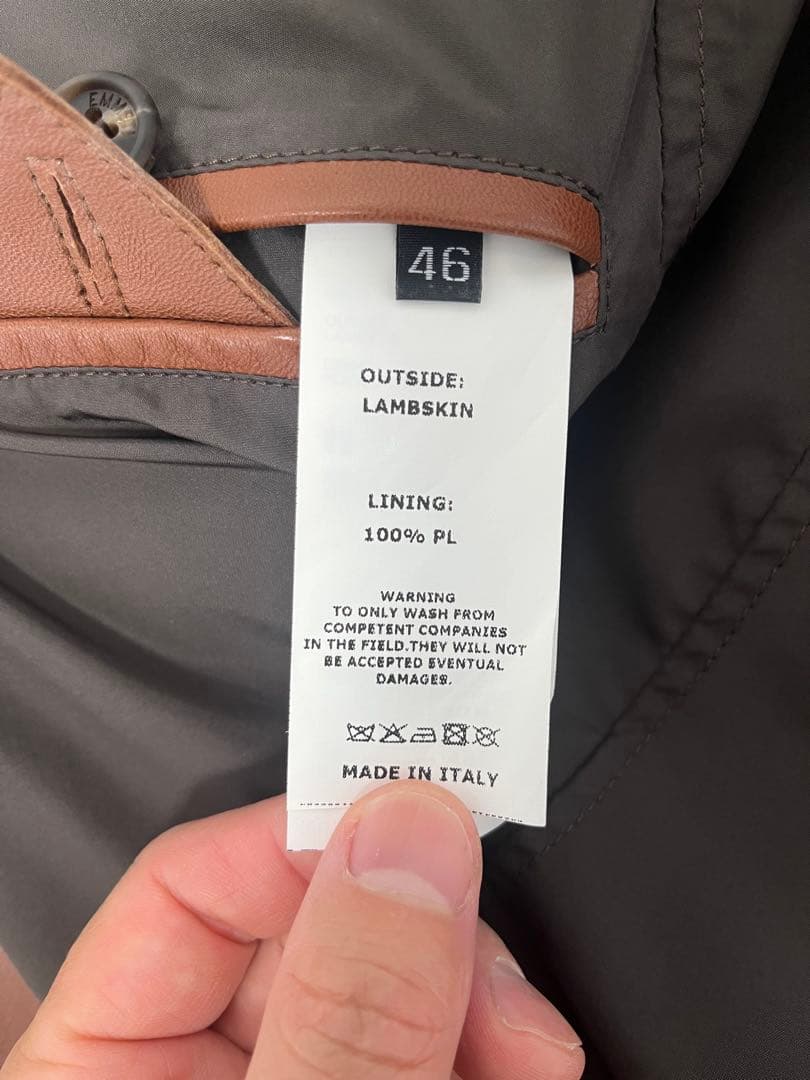 EMME
46
OUTSIDE:
LAMBSKIN
LINING:
100% PL
WARNING
TO ONLY WASH FROM
COMPETENT COMPANIES
IN THE FIELD.THEY WILL NOT
BE ACCEPTED EVENTUAL
DAMAGES.
MADE IN ITALY